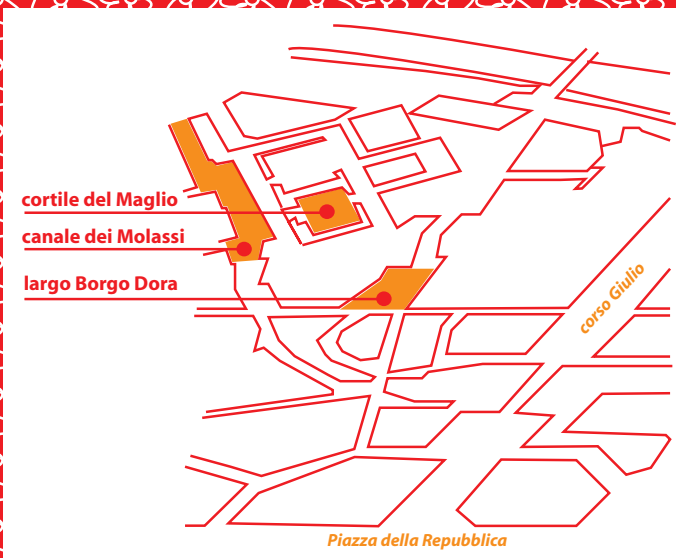 cortile del Maglio
canale dei Molassi
largo Borgo Dora
corso Giulio
Piazza della Repubblica